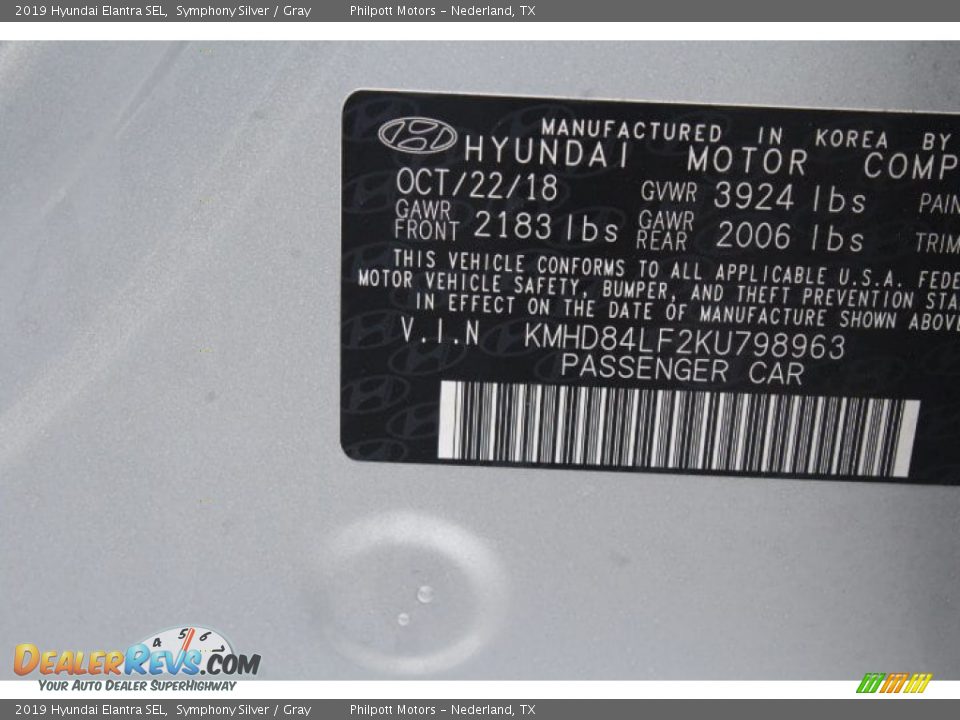 2019 Hyundai Elantra SEL, Symphony Silver / Gray Philpott Motors - Nederland, TX
MANUFACTURED IN KOREA BY
HYUNDAI MOTOR COMP
OCT/22/18 GVWR 3924 lbs PAIN
GAWR FRONT 2183 lbs GAWR REAR 2006 lbs TRIM
THIS VEHICLE CONFORMS TO ALL APPLICABLE U.S.A. FEDE
MOTOR VEHICLE SAFETY, BUMPER, AND THEFT PREVENTION STA
IN EFFECT ON THE DATE OF MANUFACTURE SHOWN ABOVE
V.I.N KMHD84LF2KU798963
PASSENGER CAR
4 5 6
DEALERREVS.COM
YOUR AUTO DEALER SUPERHIGHWAY
2019 Hyundai Elantra SEL, Symphony Silver / Gray Philpott Motors - Nederland, TX